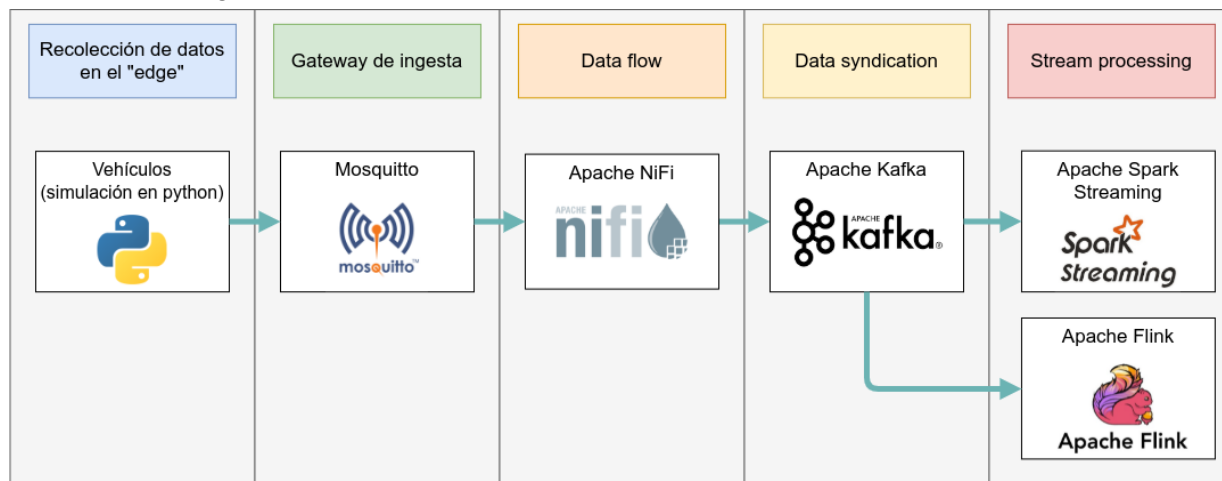 Recolección de datos
en el "edge"
Gateway de ingesta
Data flow
Data syndication
Stream processing
Vehículos
(simulación en python)
Mosquitto
mosquitto™
Apache NiFi
APACHE
nifi
Apache Kafka
APACHE
kafka®
Apache Spark
Streaming
Spark
Streaming
Apache Flink
Apache Flink